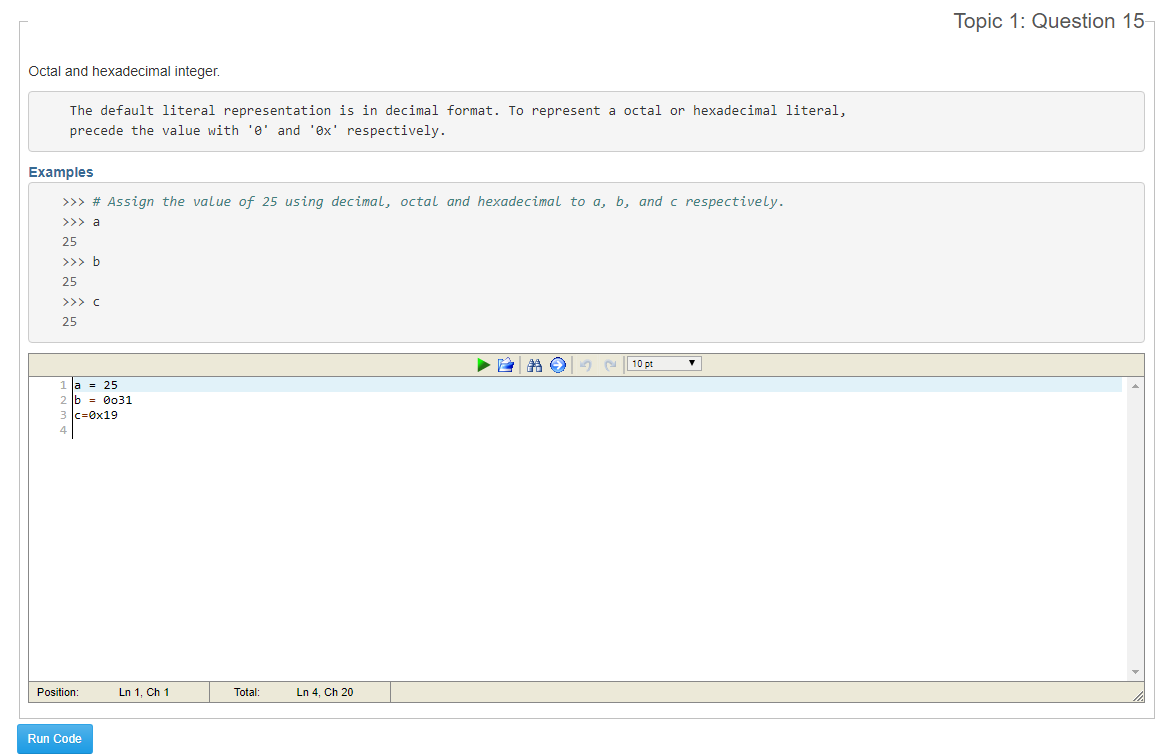 Topic 1: Question 15
Octal and hexadecimal integer.
The default literal representation is in decimal format. To represent a octal or hexadecimal literal,
precede the value with '0' and '0x' respectively.
Examples
>>> # Assign the value of 25 using decimal, octal and hexadecimal to a, b, and c respectively.
>>> a
25
>>> b
25
>>> c
25
10 pt
1 a = 25
2 b = 0o31
3 c=0x19
4
Position: Ln 1, Ch 1 Total: Ln 4, Ch 20
Run Code